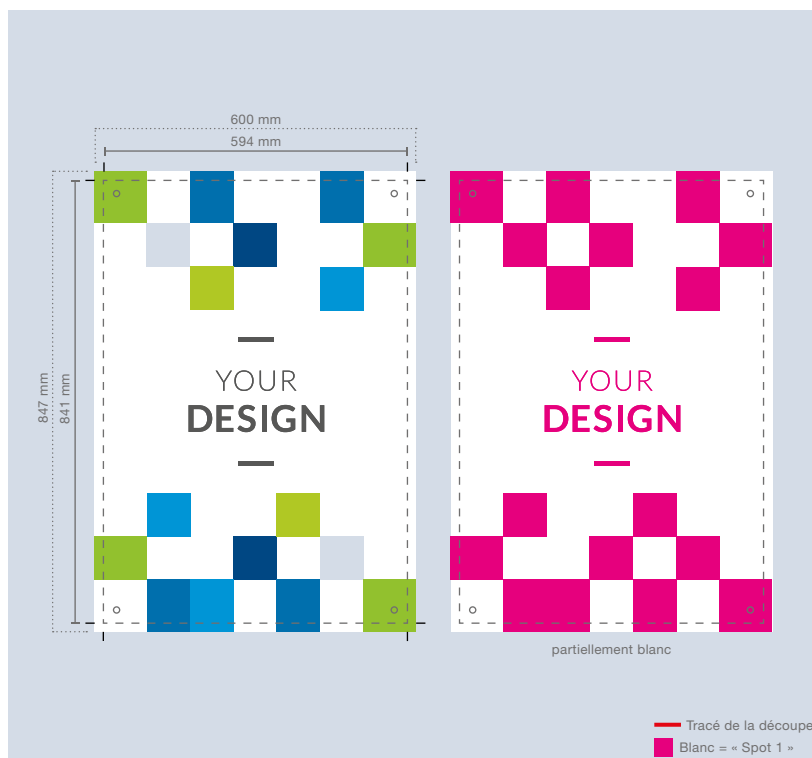 600 mm
594 mm
847 mm
841 mm
YOUR
DESIGN
YOUR
DESIGN
partiellement blanc
Tracé de la découpe
Blanc = « Spot 1 »